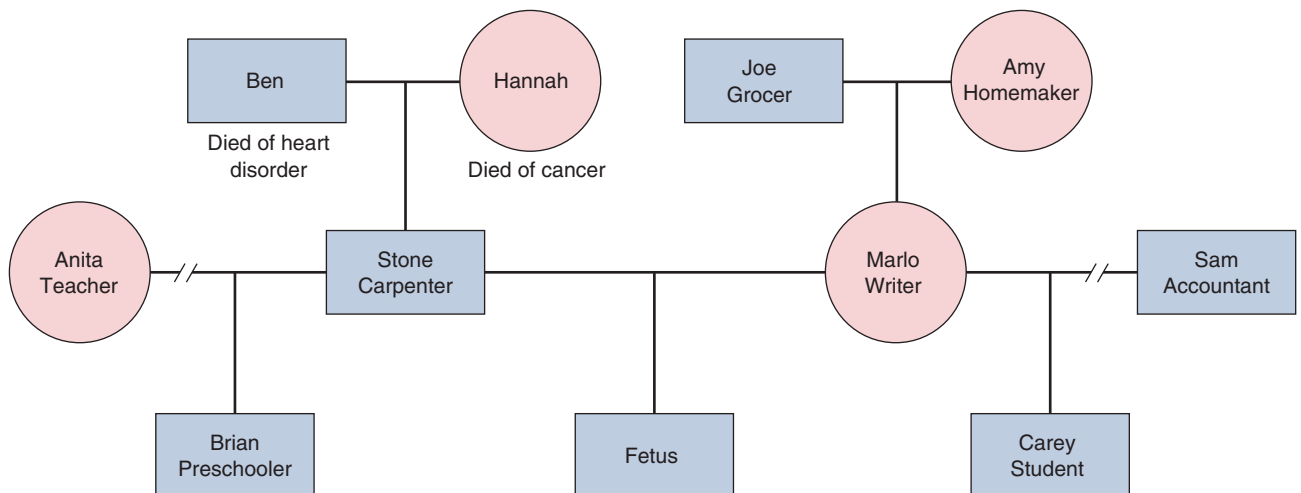 Ben
Hannah
Joe
Grocer
Amy
Homemaker
Died of heart
disorder
Died of cancer
Anita
Teacher
Stone
Carpenter
Marlo
Writer
Sam
Accountant
Brian
Preschooler
Fetus
Carey
Student